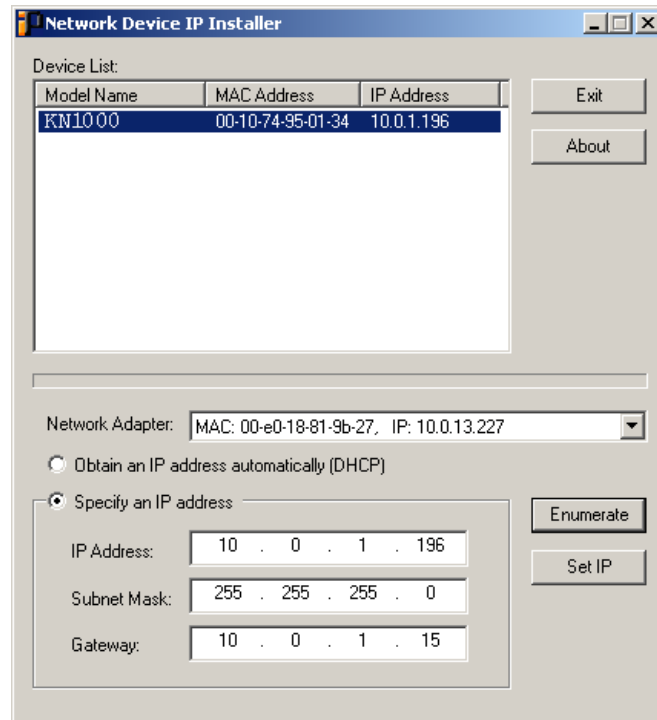 Network Device IP Installer
Device List:
Model Name MAC Address IP Address
KN1000 00-10-74-95-01-34 10.0.1.196
Exit
About
Network Adapter: MAC: 00-e0-18-81-9b-27, IP: 10.0.13.227
Obtain an IP address automatically (DHCP)
Specify an IP address
IP Address: 10 . 0 . 1 . 196
Subnet Mask: 255 . 255 . 255 . 0
Gateway: 10 . 0 . 1 . 15
Enumerate
Set IP